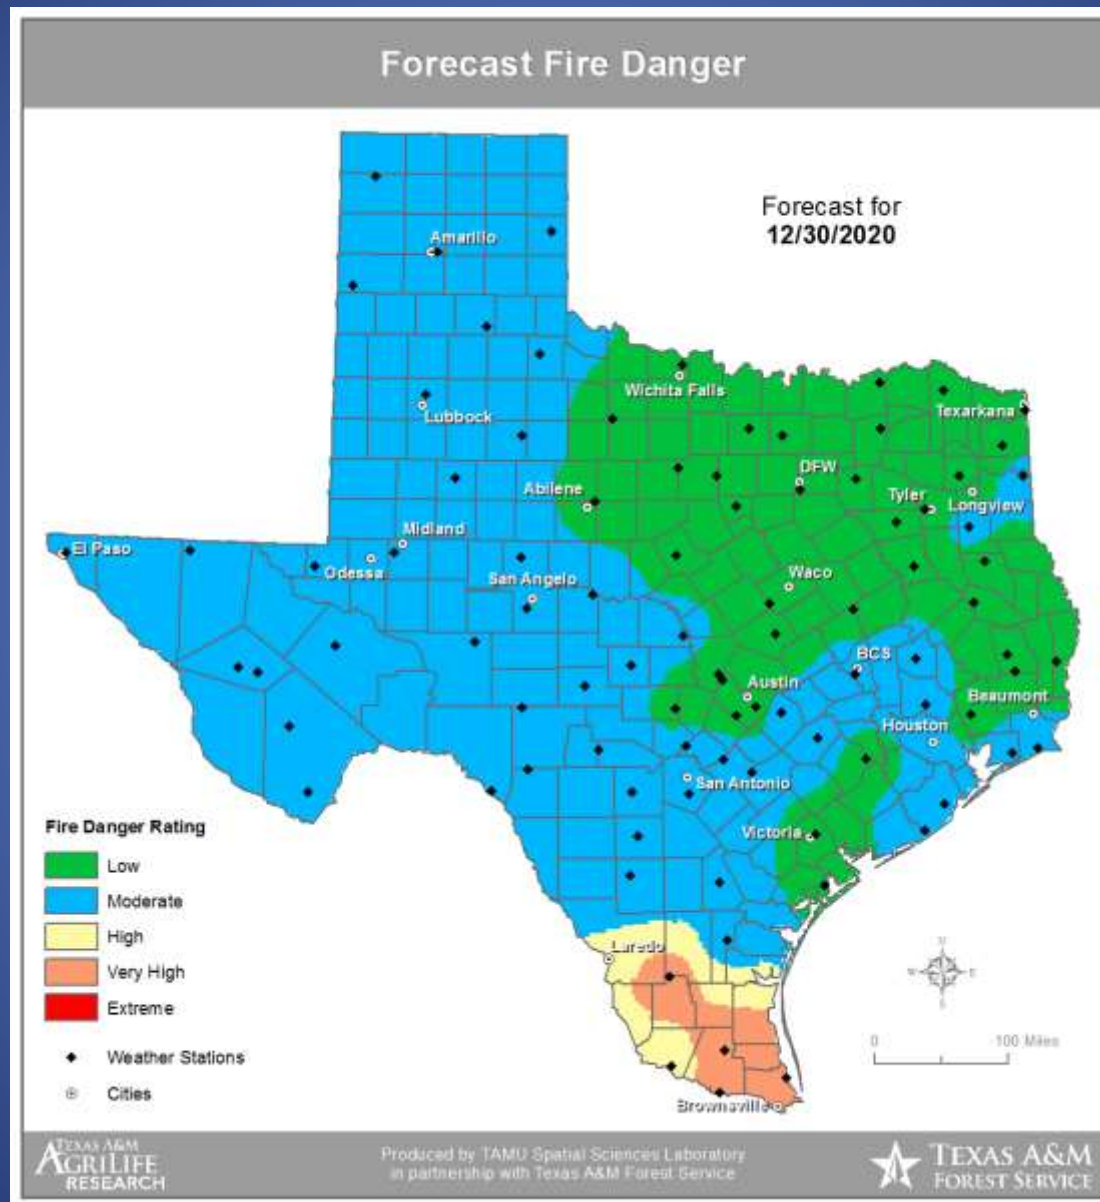 Forecast Fire Danger
Forecast for
12/30/2020
Amarillo
Wichita Falls
Lubbock
Texarkana
DFW
Abilene
Tyler
Longview
Midland
El Paso
Odessa
San Angelo
Waco
BCS
Austin
Beaumont
Houston
San Antonio
Victoria
Laredo
Brownsville
Fire Danger Rating
Low
Moderate
High
Very High
Extreme
Weather Stations
Cities
N
W E
S
0 100 Miles
TEXAS A&M
AGRILIFE
RESEARCH
Produced by TAMU Spatial Sciences Laboratory
in partnership with Texas A&M Forest Service
TEXAS A&M
FOREST SERVICE